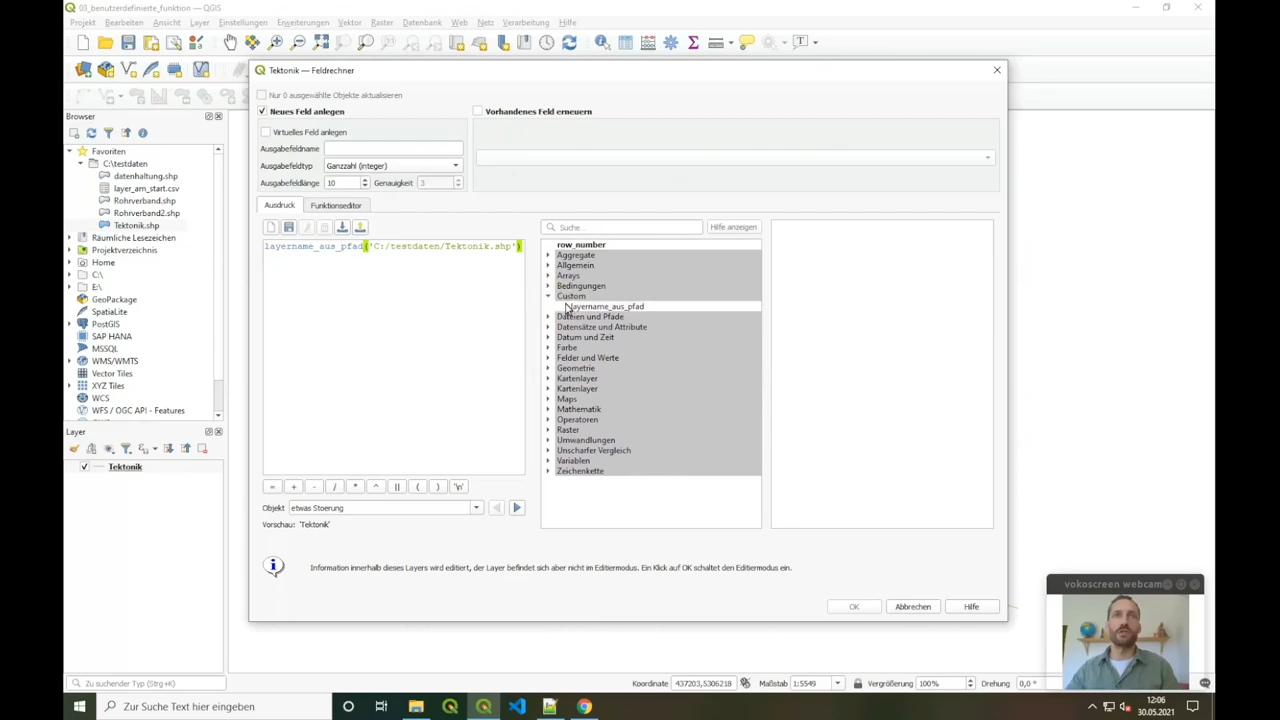 03_benutzerdefinierte_funktion — QGIS
Projekt Bearbeiten Ansicht Layer Einstellungen Erweiterungen Vektor Raster Datenbank Web Netz Verarbeitung Hilfe
Browser
Favoriten
C:\testdaten
datenhaltung.shp
layer_am_start.csv
Rohrverband.shp
Rohrverband2.shp
Tektonik.shp
Räumliche Lesezeichen
Projektverzeichnis
Home
C:\
E:\
GeoPackage
SpatiaLite
PostGIS
SAP HANA
MSSQL
WMS/WMTS
Vector Tiles
XYZ Tiles
WCS
WFS / OGC API - Features
Layer
Tektonik
Tektonik — Feldrechner
Nur 0 ausgewählte Objekte aktualisieren
Neues Feld anlegen
Vorhandenes Feld erneuern
Virtuelles Feld anlegen
Ausgabefeldname
Ausgabefeldtyp Ganzzahl (integer)
Ausgabefeldlänge 10 Genauigkeit 3
Ausdruck Funktionseditor
Suche... Hilfe anzeigen
layername_aus_pfad('C:/testdaten/Tektonik.shp')
row_number
Aggregate
Allgemein
Arrays
Bedingungen
Custom
layername_aus_pfad
Dateien und Pfade
Datensätze und Attribute
Datum und Zeit
Farbe
Felder und Werte
Geometrie
Kartenlayer
Kartenlayer
Maps
Mathematik
Operatoren
Raster
Umwandlungen
Unscharfer Vergleich
Variablen
Zeichenkette
= + - / * ^ || ( ) '\n'
Objekt etwas Stoerung
Vorschau: 'Tektonik'
Information innerhalb dieses Layers wird editiert, der Layer befindet sich aber nicht im Editiermodus. Ein Klick auf OK schaltet den Editiermodus ein.
OK Abbrechen Hilfe
vokoscreen webcam
Zu suchender Typ (Strg+K)
Koordinate 437203,5306218 Maßstab 1:5549 Vergrößerung 100% Drehung 0,0 °
Zur Suche Text hier eingeben
12:06
30.05.2021